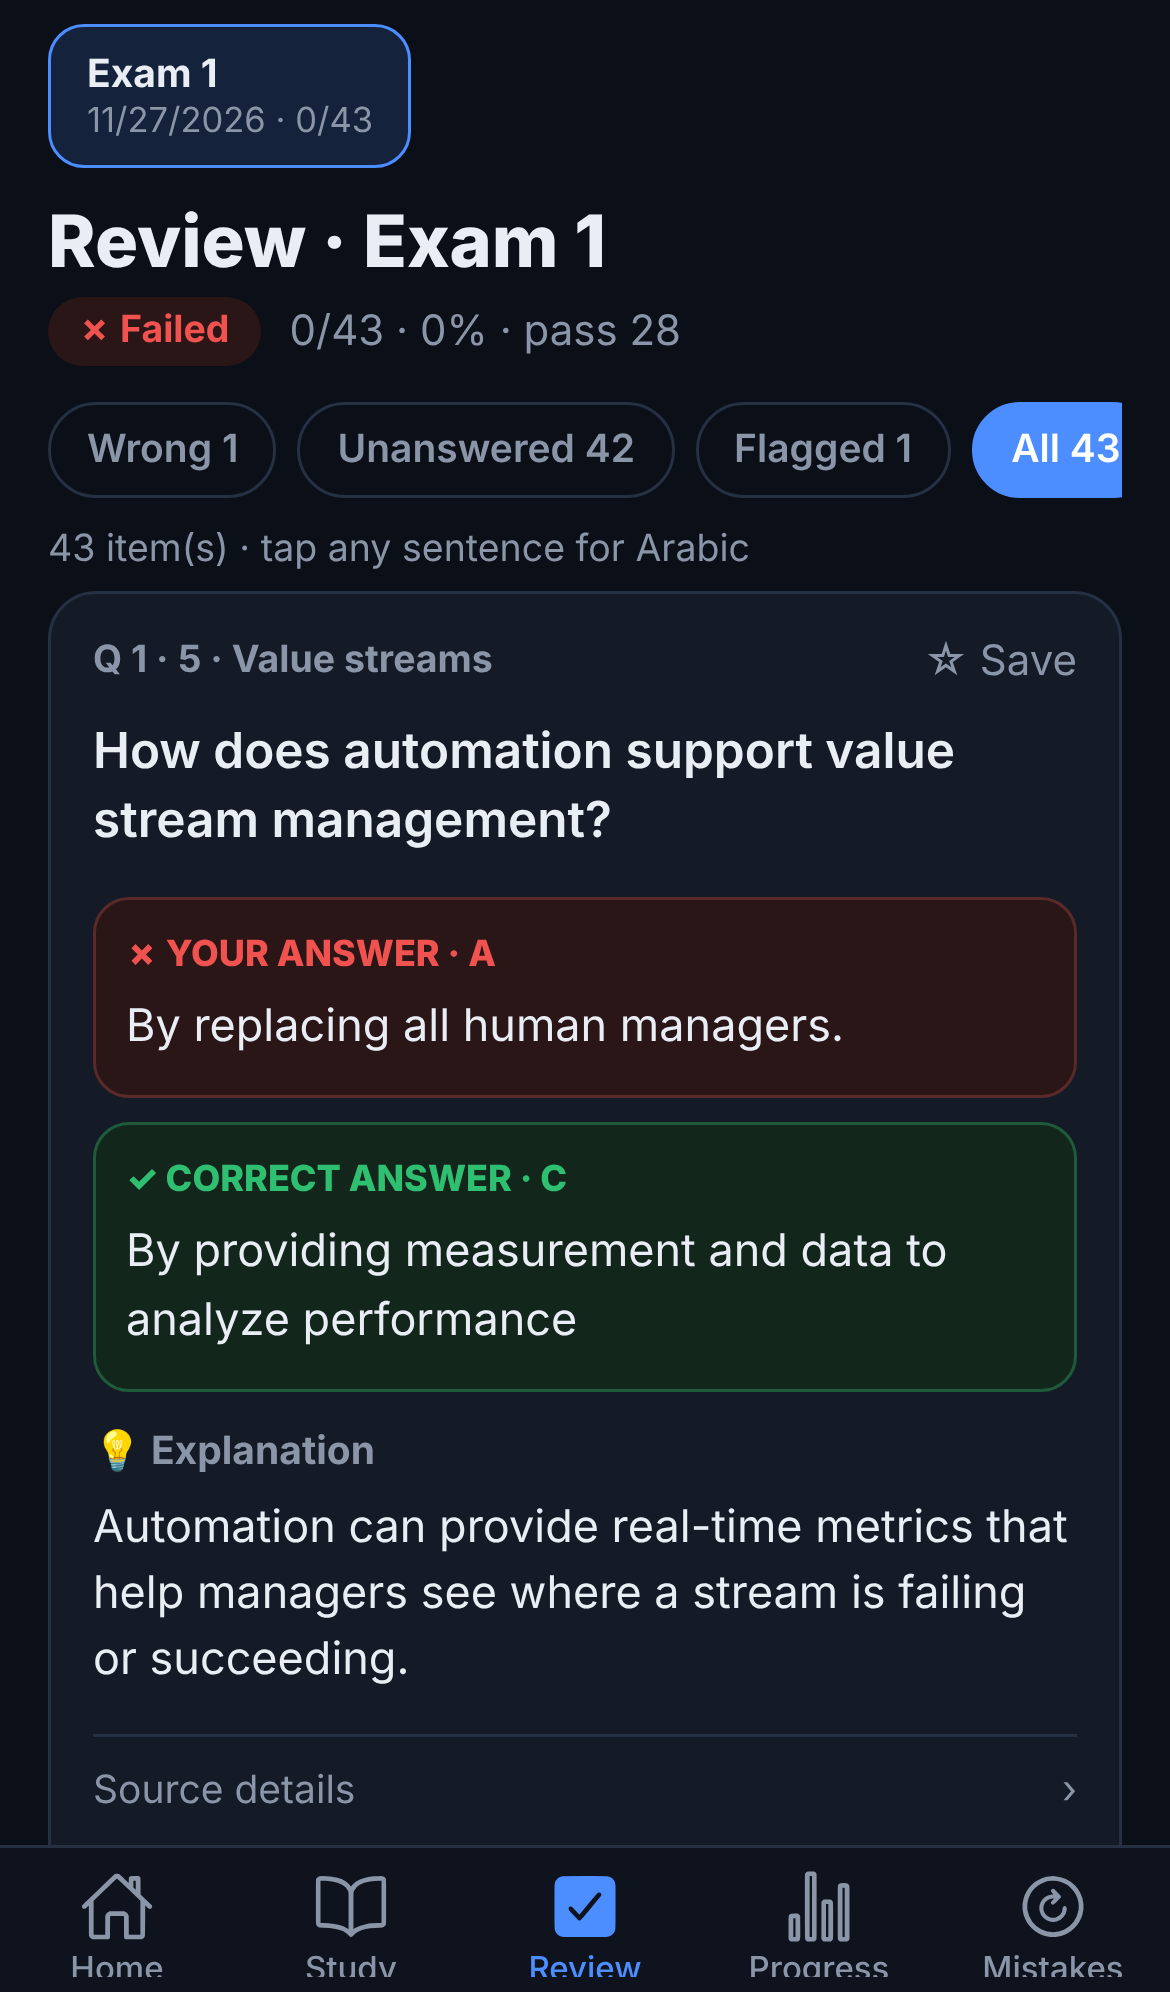 Exam 1
11/27/2026 · 0/43
Review · Exam 1
× Failed 0/43 · 0% · pass 28
Wrong 1 Unanswered 42 Flagged 1 All 43
43 item(s) · tap any sentence for Arabic
Q 1 · 5 · Value streams ☆ Save
How does automation support value
stream management?
× YOUR ANSWER · A
By replacing all human managers.
✓ CORRECT ANSWER · C
By providing measurement and data to
analyze performance
💡 Explanation
Automation can provide real-time metrics that
help managers see where a stream is failing
or succeeding.
Source details ›
Home Study Review Progress Mistakes